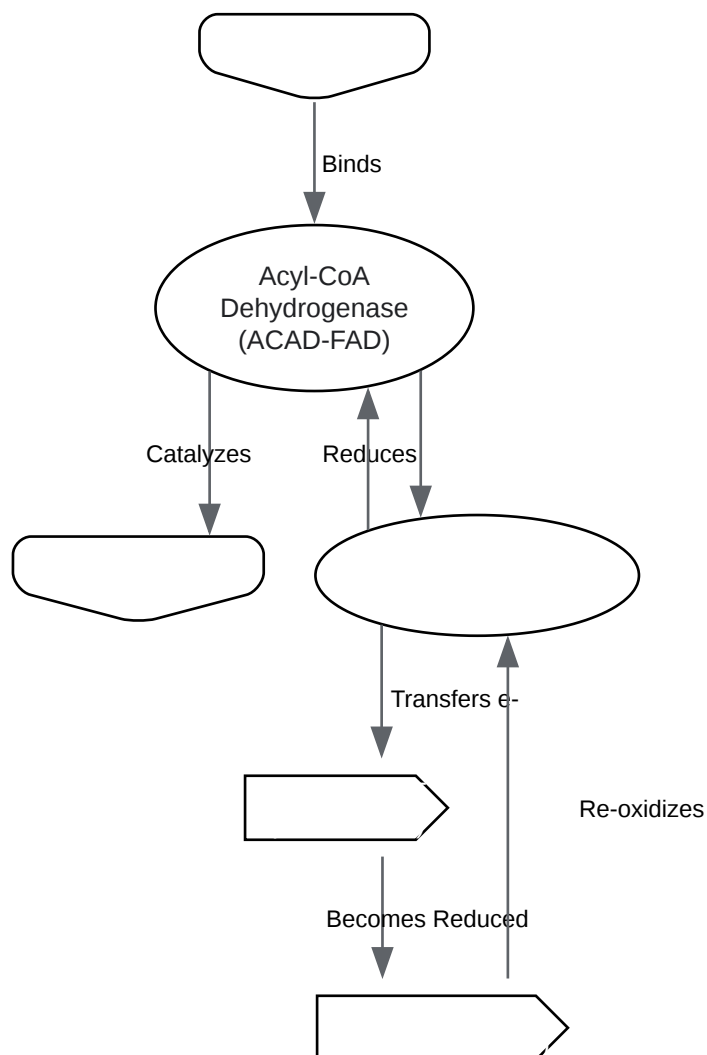 Binds
Acyl-CoA
Dehydrogenase
(ACAD-FAD)
Catalyzes
Reduces
Transfers e-
Re-oxidizes
Becomes Reduced